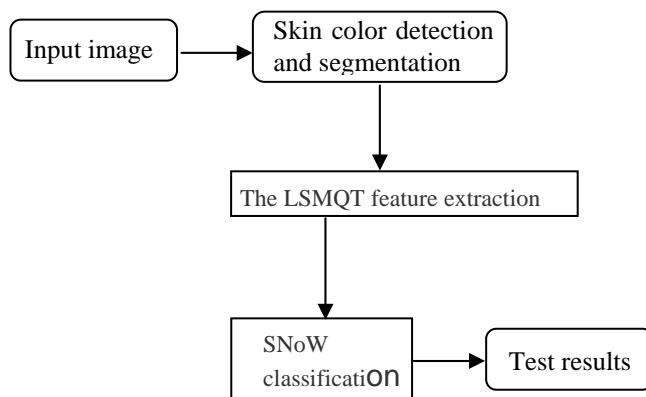 Input image
Skin color detection
and segmentation
The LSMQT feature extraction
SNoW
classification
Test results